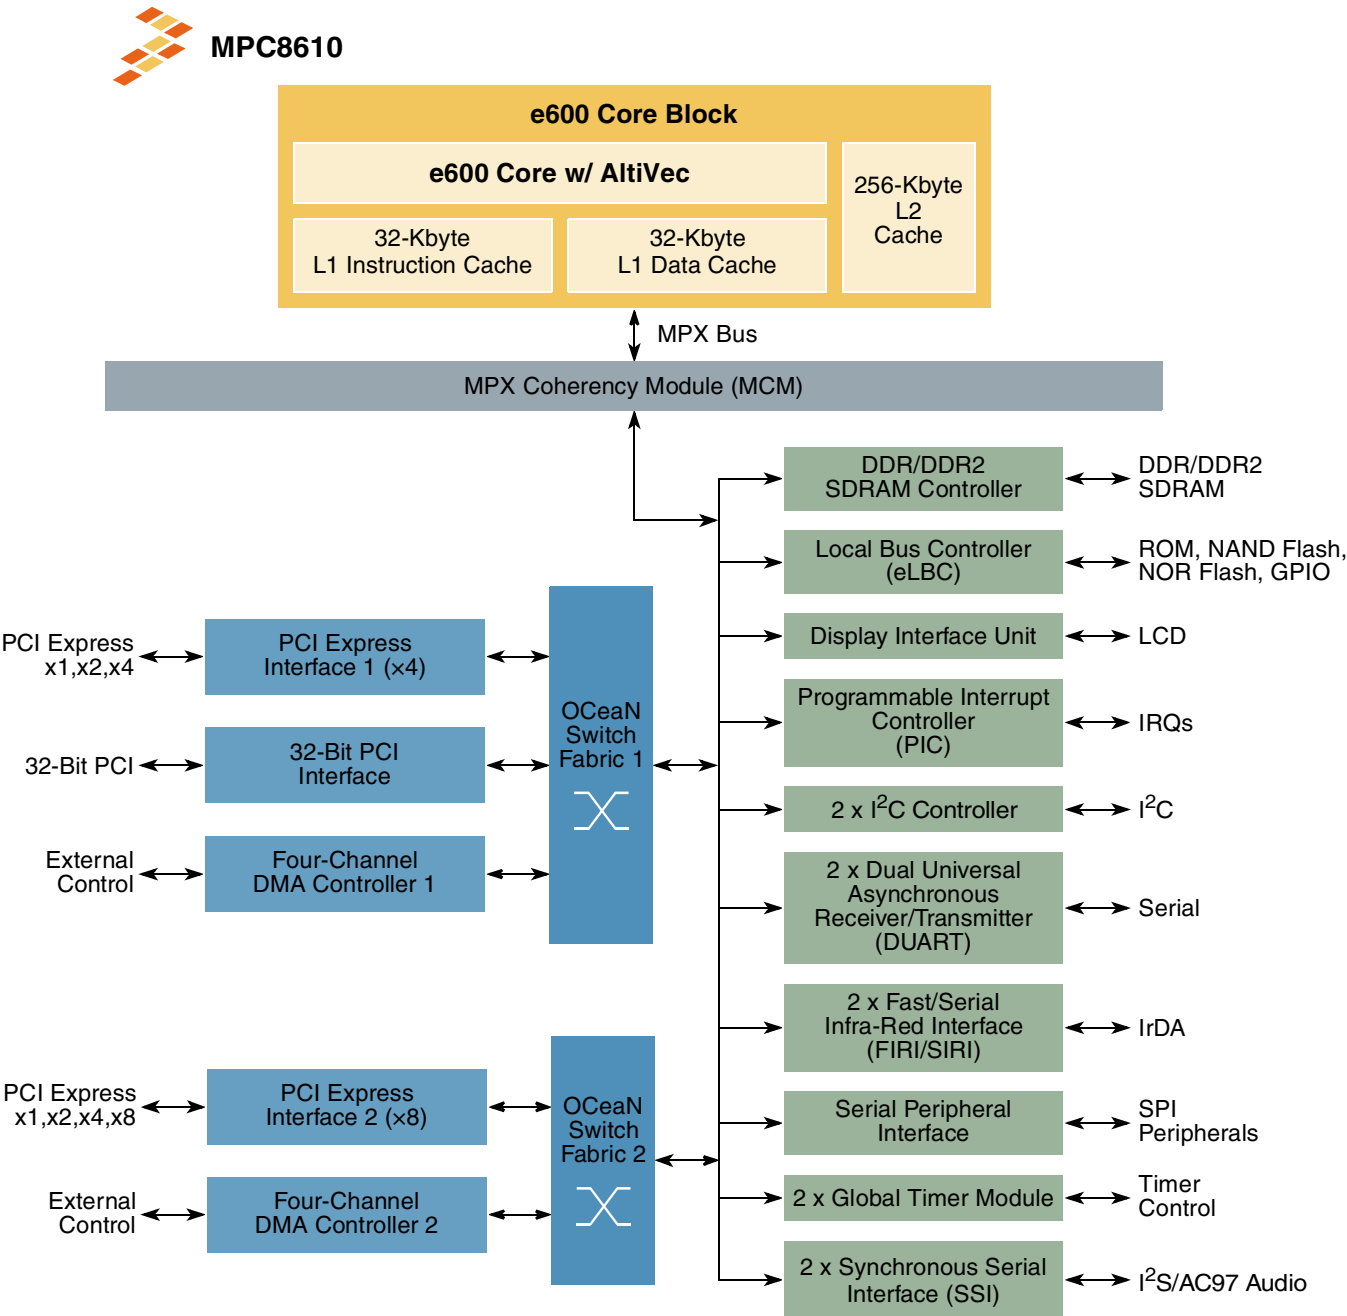 MPC8610
e600 Core Block
e600 Core w/ AltiVec
256-Kbyte
L2
Cache
32-Kbyte
L1 Instruction Cache
32-Kbyte
L1 Data Cache
MPX Bus
MPX Coherency Module (MCM)
DDR/DDR2
SDRAM Controller
DDR/DDR2
SDRAM
Local Bus Controller
(eLBC)
ROM, NAND Flash,
NOR Flash, GPIO
Display Interface Unit
LCD
Programmable Interrupt
Controller
(PIC)
IRQs
2 x I²C Controller
I²C
2 x Dual Universal
Asynchronous
Receiver/Transmitter
(DUART)
Serial
2 x Fast/Serial
Infra-Red Interface
(FIRI/SIRI)
IrDA
Serial Peripheral
Interface
SPI
Peripherals
2 x Global Timer Module
Timer
Control
2 x Synchronous Serial
Interface (SSI)
I²S/AC97 Audio
PCI Express
x1,x2,x4
PCI Express
Interface 1 (×4)
32-Bit PCI
32-Bit PCI
Interface
External
Control
Four-Channel
DMA Controller 1
OCeaN
Switch
Fabric 1
PCI Express
x1,x2,x4,x8
PCI Express
Interface 2 (×8)
External
Control
Four-Channel
DMA Controller 2
OCeaN
Switch
Fabric 2